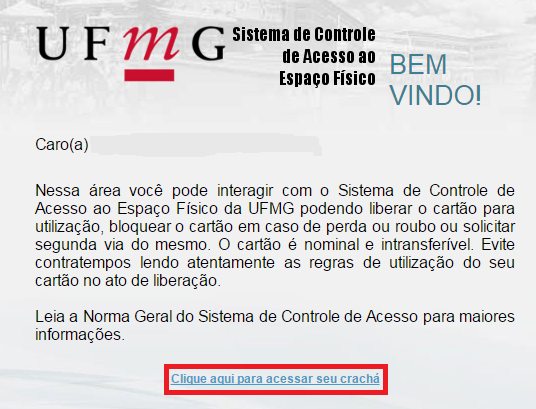 UFMG
Sistema de Controle
de Acesso ao
Espaço Físico
BEM
VINDO!
Caro(a)
Nessa área você pode interagir com o Sistema de Controle de
Acesso ao Espaço Físico da UFMG podendo liberar o cartão para
utilização, bloquear o cartão em caso de perda ou roubo ou solicitar
segunda via do mesmo. O cartão é nominal e intransferível. Evite
contratempos lendo atentamente as regras de utilização do seu
cartão no ato de liberação.
Leia a Norma Geral do Sistema de Controle de Acesso para maiores
informações.
Clique aqui para acessar seu crachá